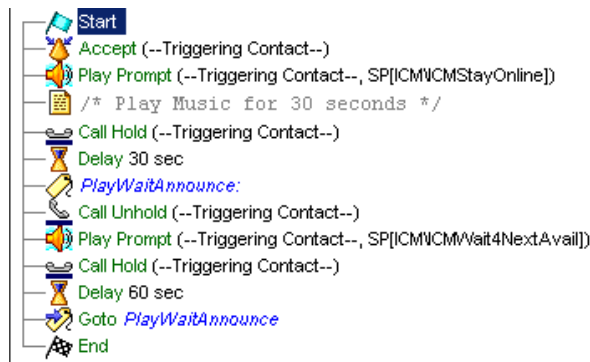 Start
Accept (--Triggering Contact--)
Play Prompt (--Triggering Contact--, SP[ICM\ICMStayOnline])
/* Play Music for 30 seconds */
Call Hold (--Triggering Contact--)
Delay 30 sec
PlayWaitAnnounce:
Call Unhold (--Triggering Contact--)
Play Prompt (--Triggering Contact--, SP[ICM\ICMWait4NextAvail])
Call Hold (--Triggering Contact--)
Delay 60 sec
Goto PlayWaitAnnounce
End